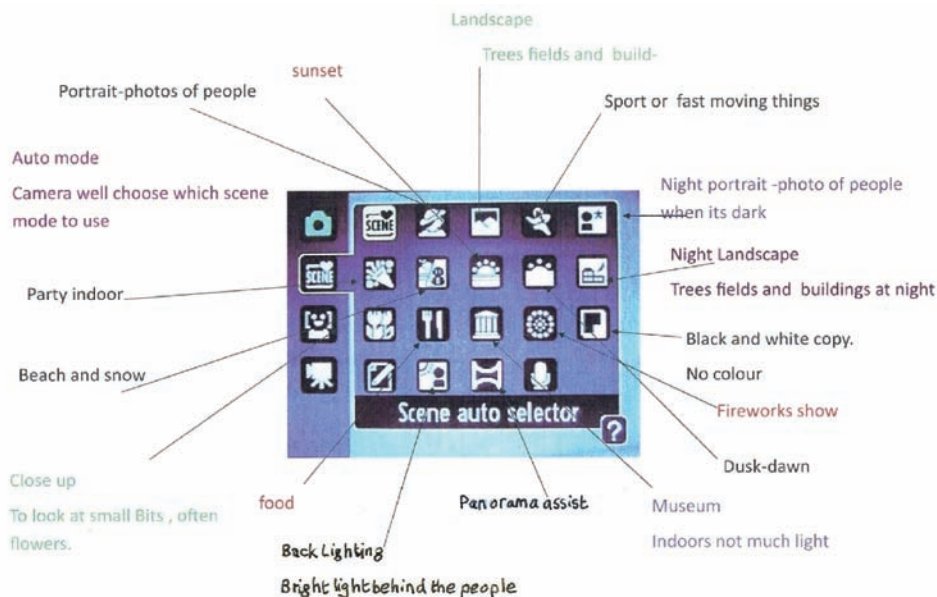 Landscape
Trees fields and build-
sunset
Portrait-photos of people
Sport or fast moving things
Auto mode
Camera well choose which scene
mode to use
Night portrait -photo of people
when its dark
SCENE
SCENE
Night Landscape
Trees fields and buildings at night
Party indoor
Black and white copy.
No colour
Beach and snow
Scene auto selector
?
Fireworks show
Dusk-dawn
Close up
To look at small Bits , often
flowers.
food
Panorama assist
Museum
Indoors not much light
Back Lighting
Bright light behind the people